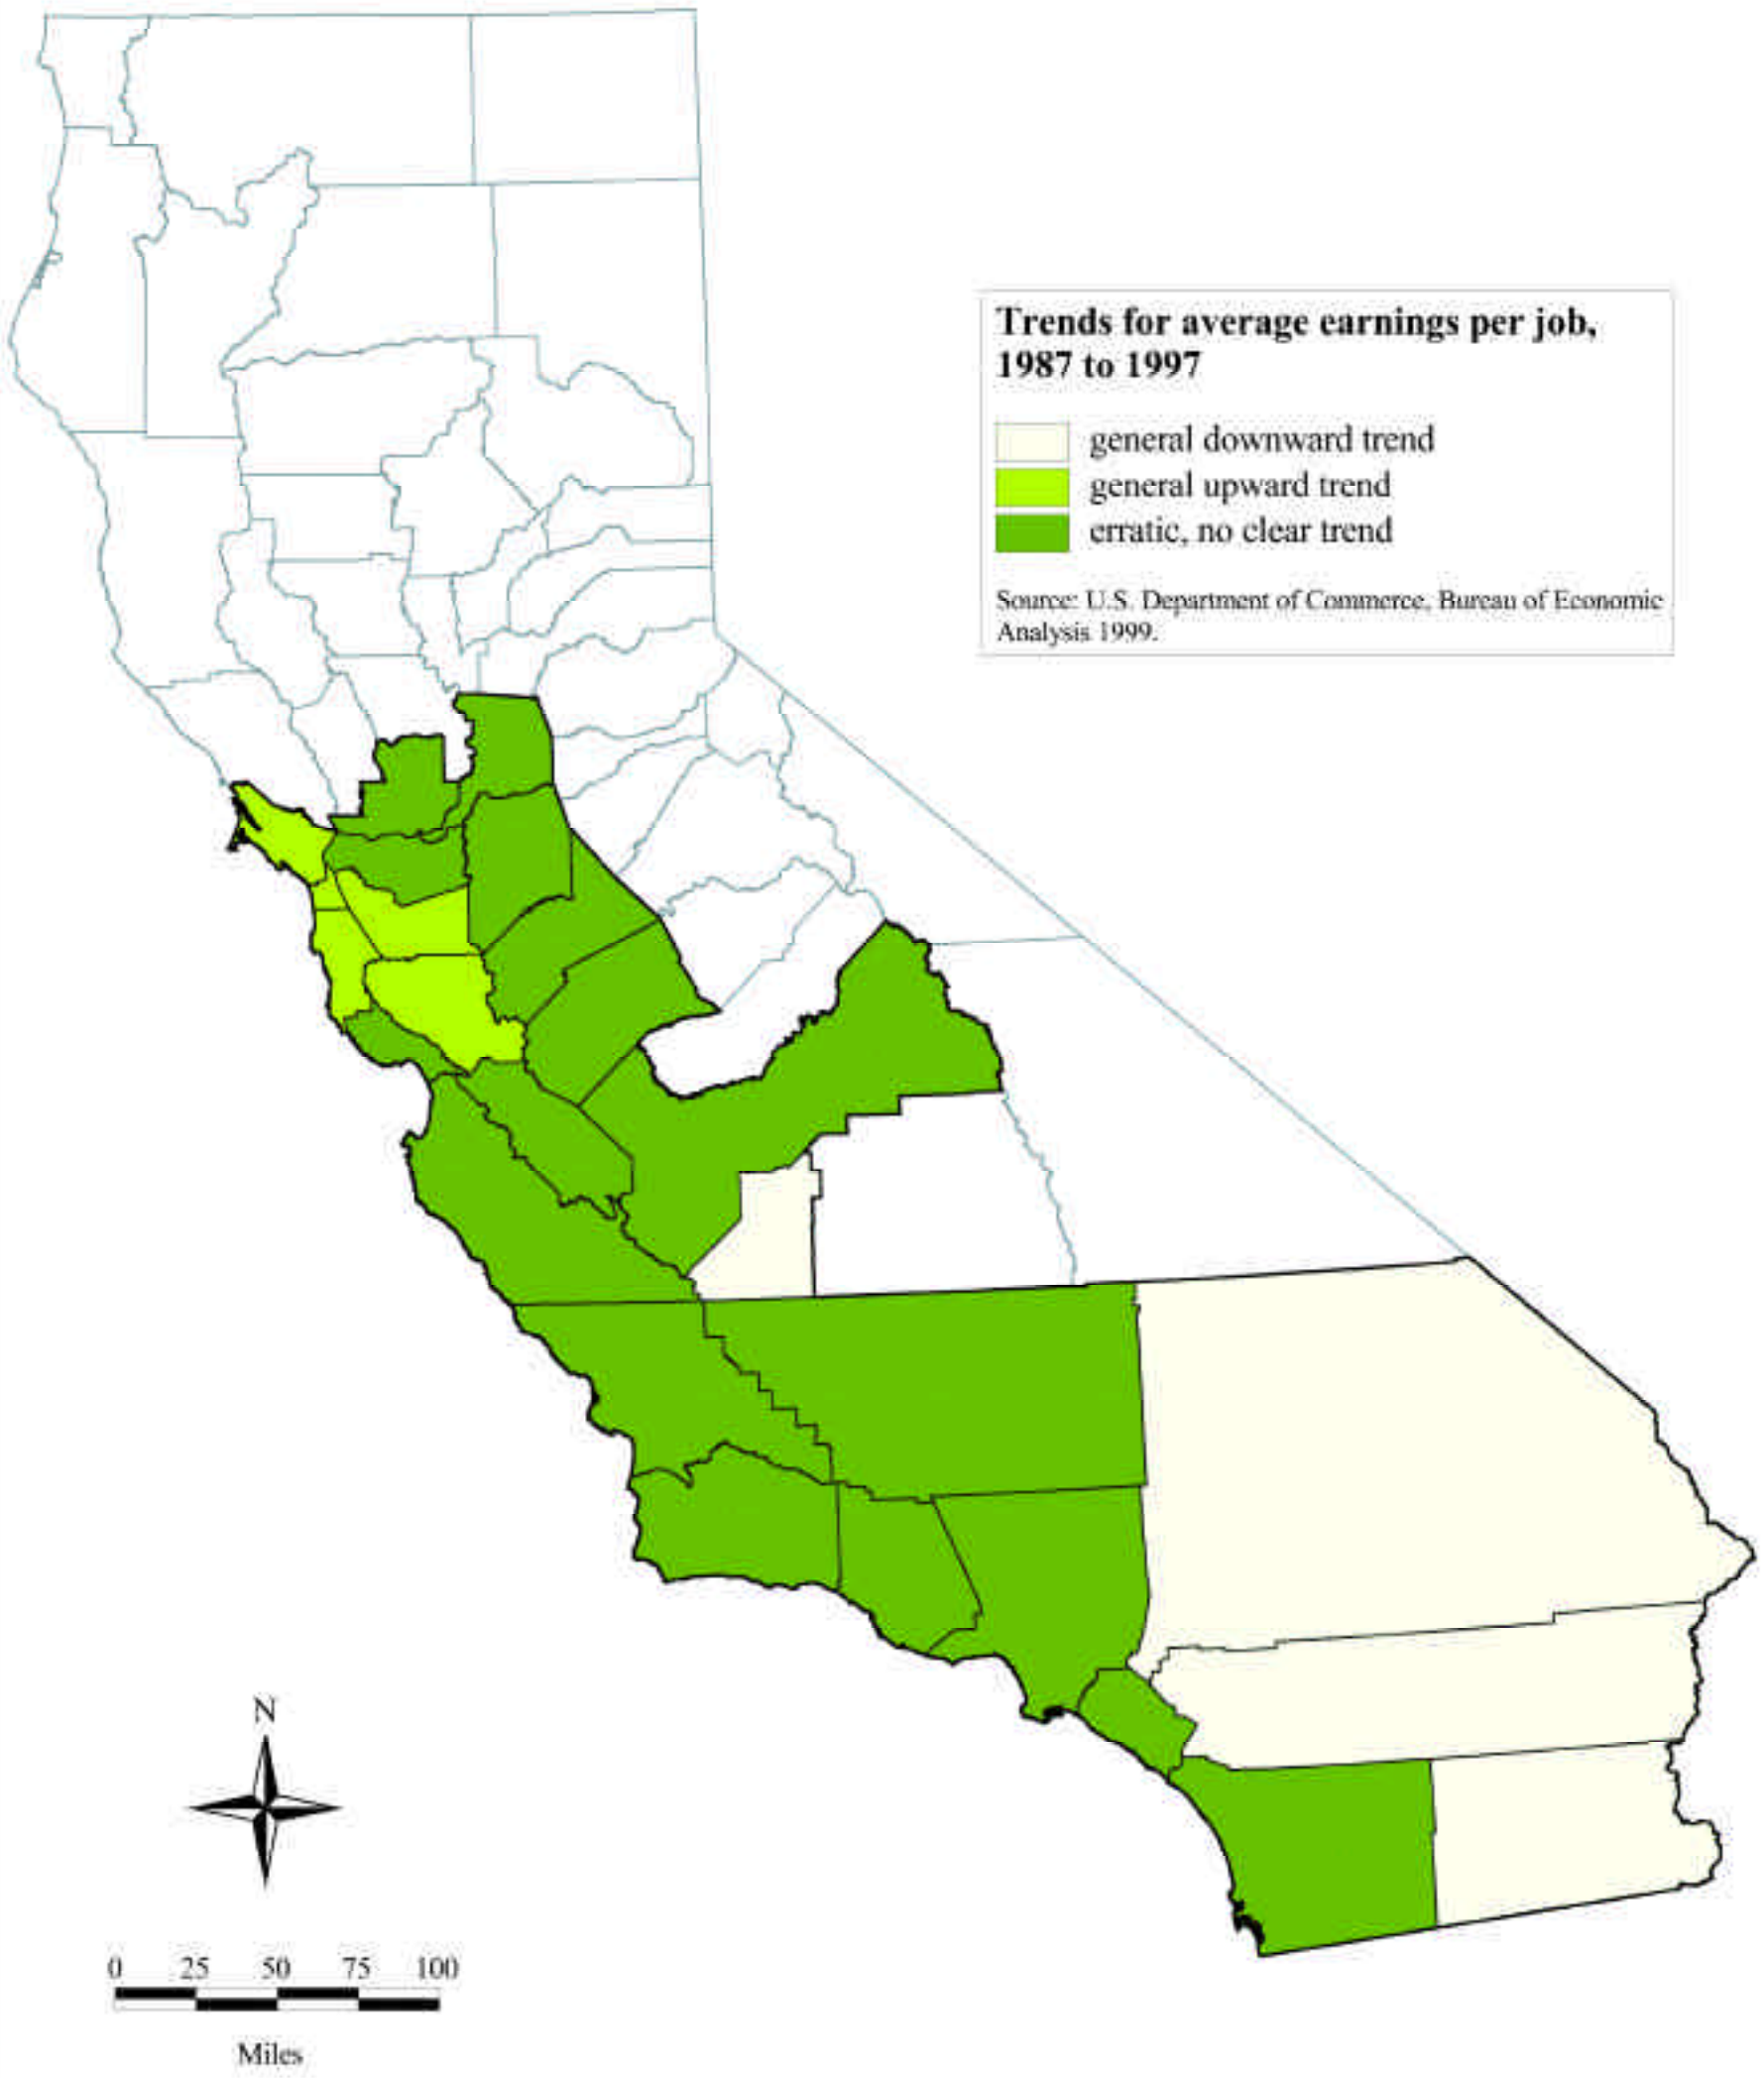 Trends for average earnings per job,
1987 to 1997
general downward trend
general upward trend
erratic, no clear trend
Source: U.S. Department of Commerce, Bureau of Economic
Analysis 1999.
N
0 25 50 75 100
Miles